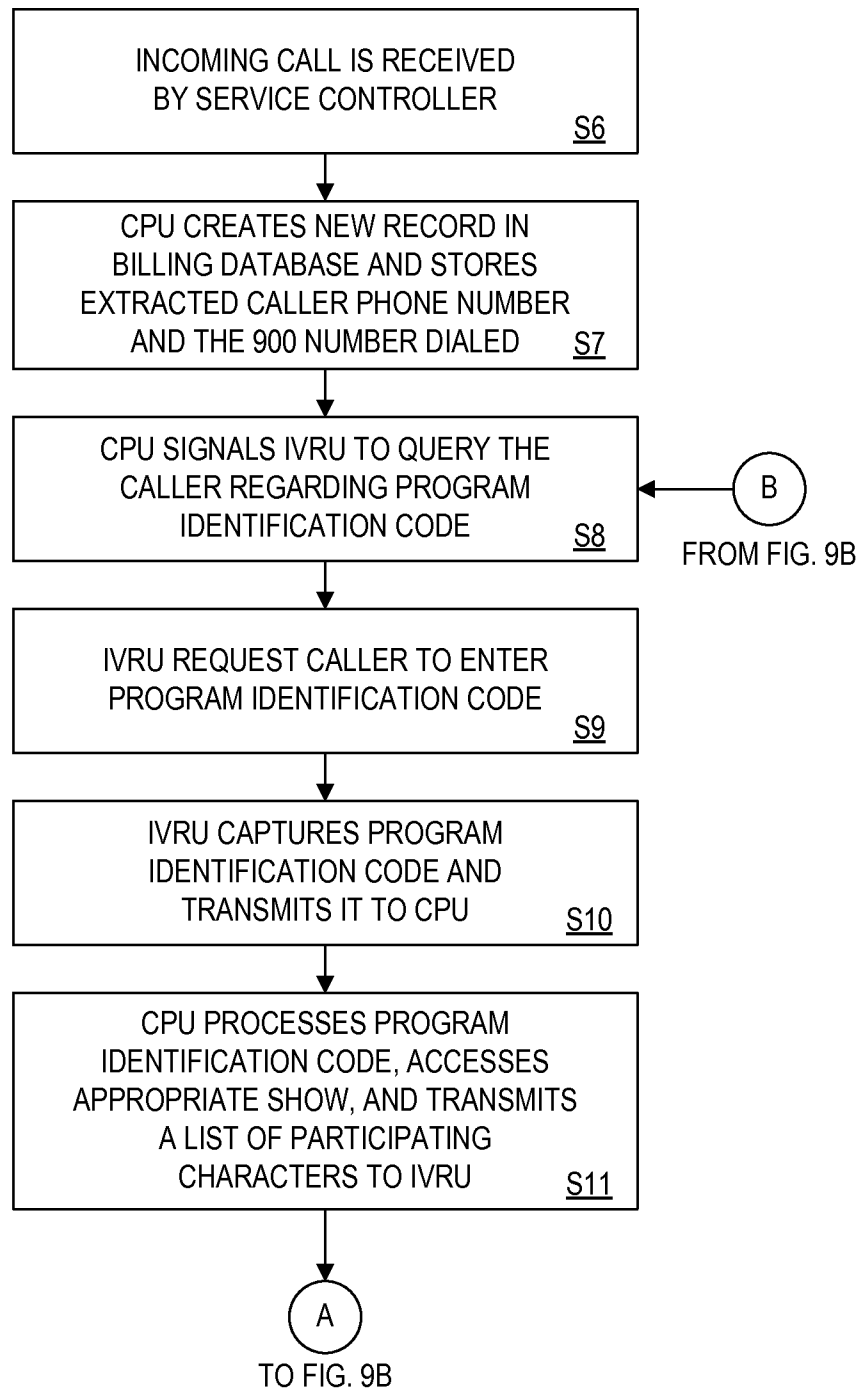 INCOMING CALL IS RECEIVED
BY SERVICE CONTROLLER
S6
CPU CREATES NEW RECORD IN
BILLING DATABASE AND STORES
EXTRACTED CALLER PHONE NUMBER
AND THE 900 NUMBER DIALED
S7
CPU SIGNALS IVRU TO QUERY THE
CALLER REGARDING PROGRAM
IDENTIFICATION CODE
S8
B
FROM FIG. 9B
IVRU REQUEST CALLER TO ENTER
PROGRAM IDENTIFICATION CODE
S9
IVRU CAPTURES PROGRAM
IDENTIFICATION CODE AND
TRANSMITS IT TO CPU
S10
CPU PROCESSES PROGRAM
IDENTIFICATION CODE, ACCESSES
APPROPRIATE SHOW, AND TRANSMITS
A LIST OF PARTICIPATING
CHARACTERS TO IVRU
S11
A
TO FIG. 9B